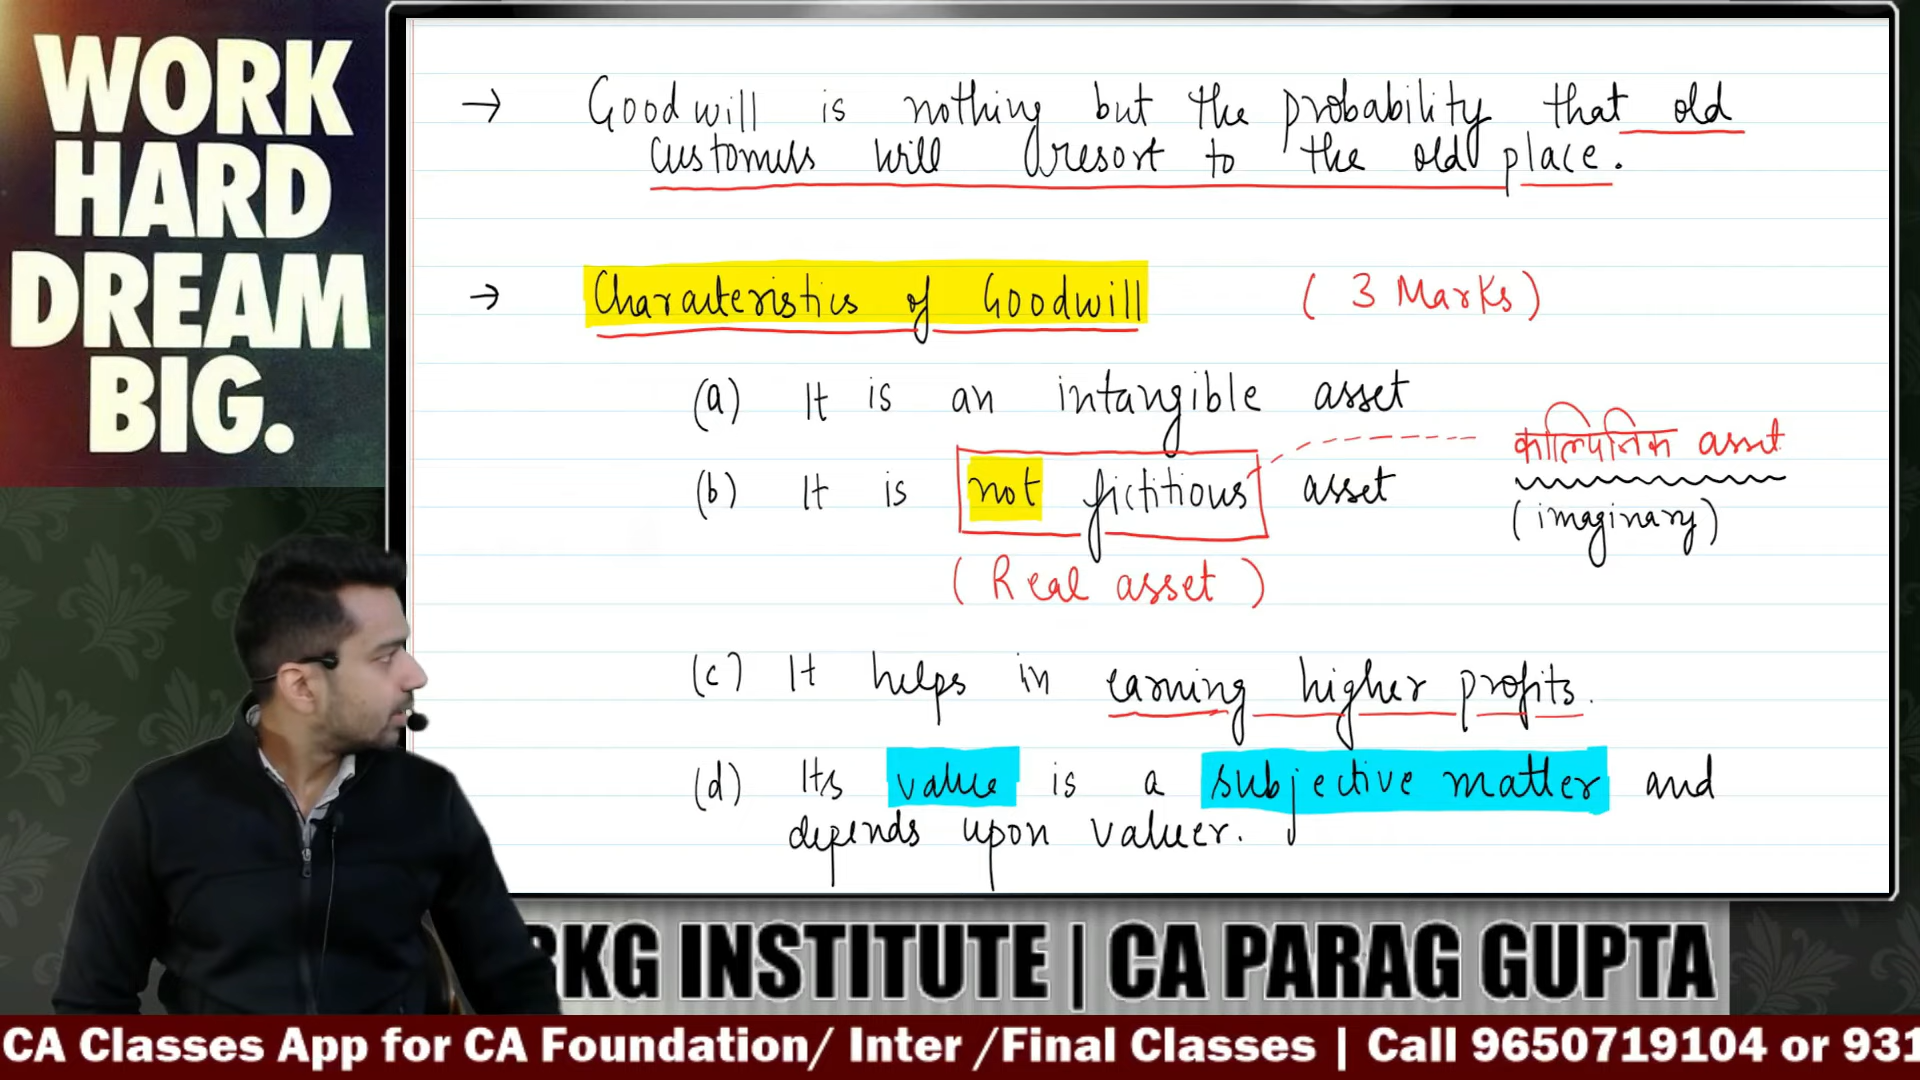 WORK
HARD
DREAM
BIG.
→ Goodwill is nothing but the probability that old
customers will resort to the old place.
→ Characteristics of Goodwill ( 3 Marks )
(a) It is an intangible asset
काल्पनिक asset
(b) It is not fictitious asset
(imaginary)
( Real asset )
(c) It helps in earning higher profits.
(d) Its value is a subjective matter and
depends upon valuer.
RKG INSTITUTE | CA PARAG GUPTA
CA Classes App for CA Foundation/ Inter /Final Classes | Call 9650719104 or 931